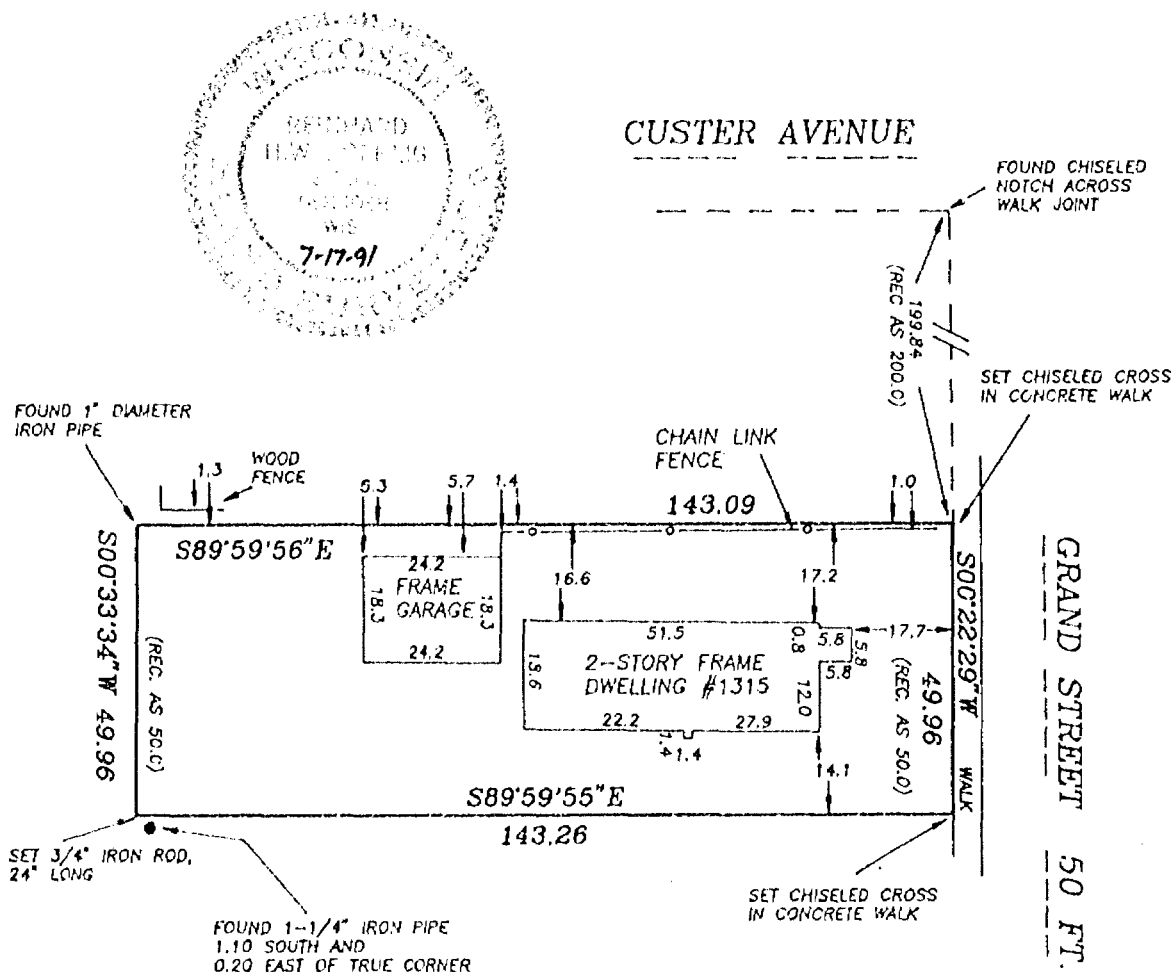 WISCONSIN
7-17-91
CUSTER AVENUE
FOUND CHISELED
NOTCH ACROSS
WALK JOINT
199.84
(REC AS 200.0)
SET CHISELED CROSS
IN CONCRETE WALK
FOUND 1" DIAMETER
IRON PIPE
1.3
WOOD
FENCE
5.3
5.7
1.4
CHAIN LINK
FENCE
143.09
1.0
S89°59'56"E
24.2
FRAME
GARAGE
18.3
18.3
24.2
16.6
17.2
51.5
0.8
5.8
5.8
5.8
17.7
2-STORY FRAME
DWELLING #1315
12.0
22.2
27.9
1.4
14.1
S00°33'34"W 49.96
(REC. AS 50.0)
S00°22'29"W
49.96
(REC. AS 50.0)
WALK
GRAND STREET 50 FT.
S89°59'55"E
143.26
SET 3/4" IRON ROD,
24" LONG
FOUND 1-1/4" IRON PIPE
1.10 SOUTH AND
0.20 EAST OF TRUE CORNER
SET CHISELED CROSS
IN CONCRETE WALK